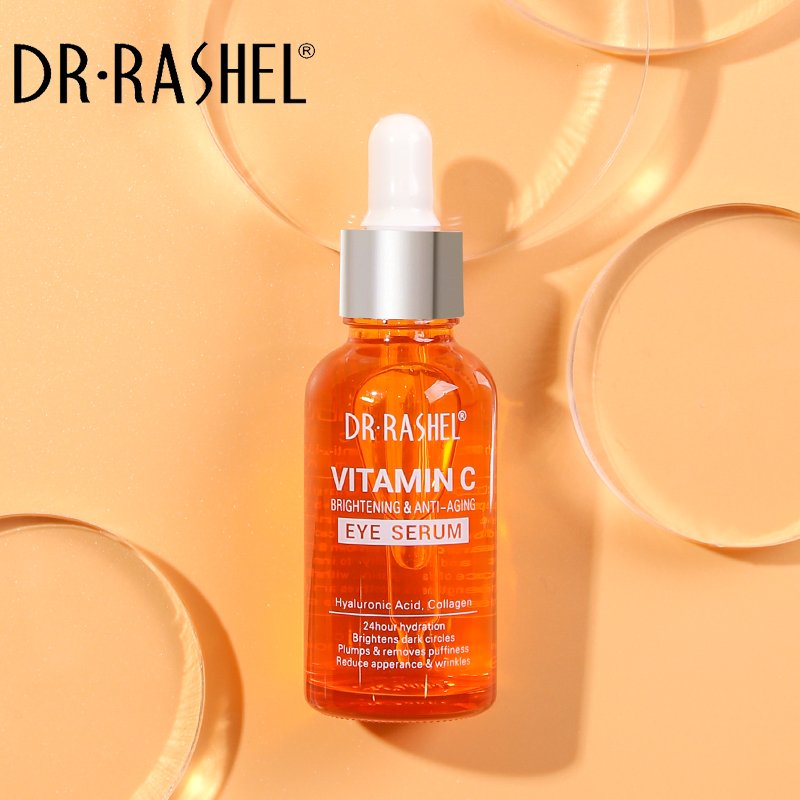 DR·RASHEL®
DR·RASHEL®
VITAMIN C
BRIGHTENING & ANTI-AGING
EYE SERUM
Hyaluronic Acid, Collagen
24hour hydration
Brightens dark circles
Plumps & removes puffiness
Reduce apperance & wrinkles